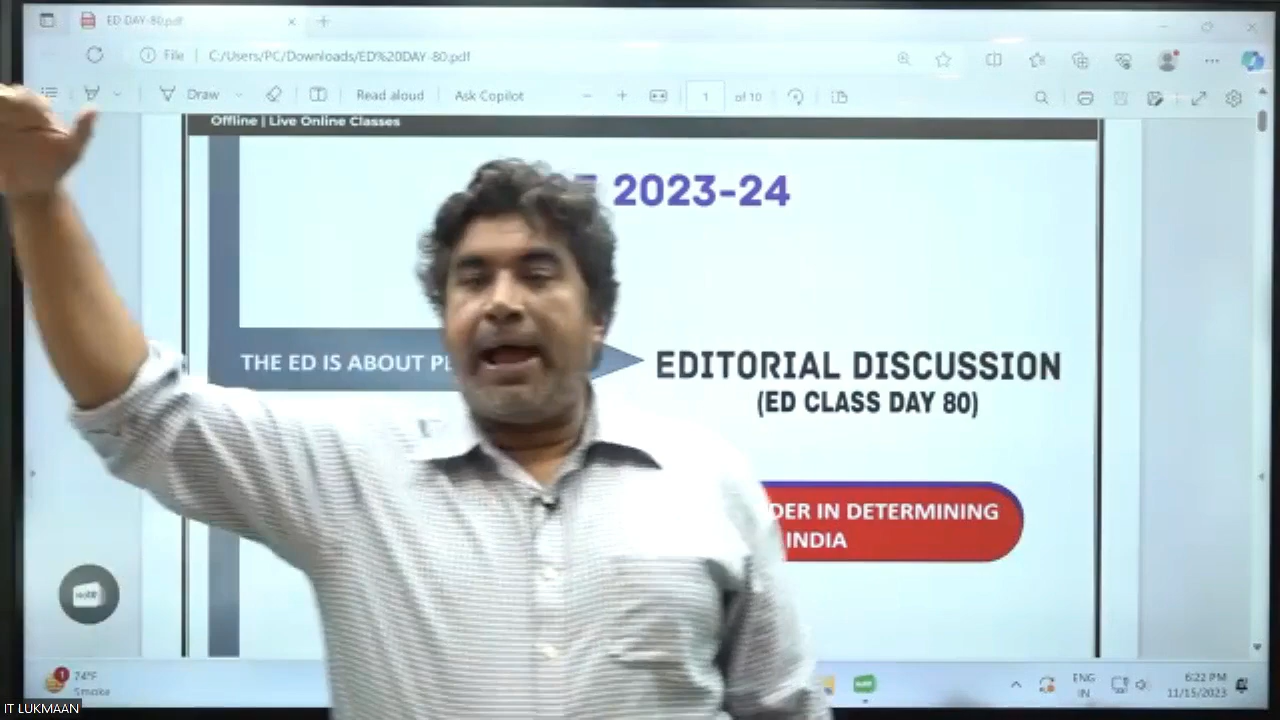 ED DAY-80.pdf
File
C:/Users/PC/Downloads/ED%20DAY-80.pdf
Draw
Read aloud
Ask Copilot
1
of 10
Offline | Live Online Classes
2023-24
THE ED IS ABOUT
EDITORIAL DISCUSSION
(ED CLASS DAY 80)
DER IN DETERMINING
INDIA
1
74°F
Smoke
ENG
IN
6:22 PM
11/15/2023
IT LUKMAAN